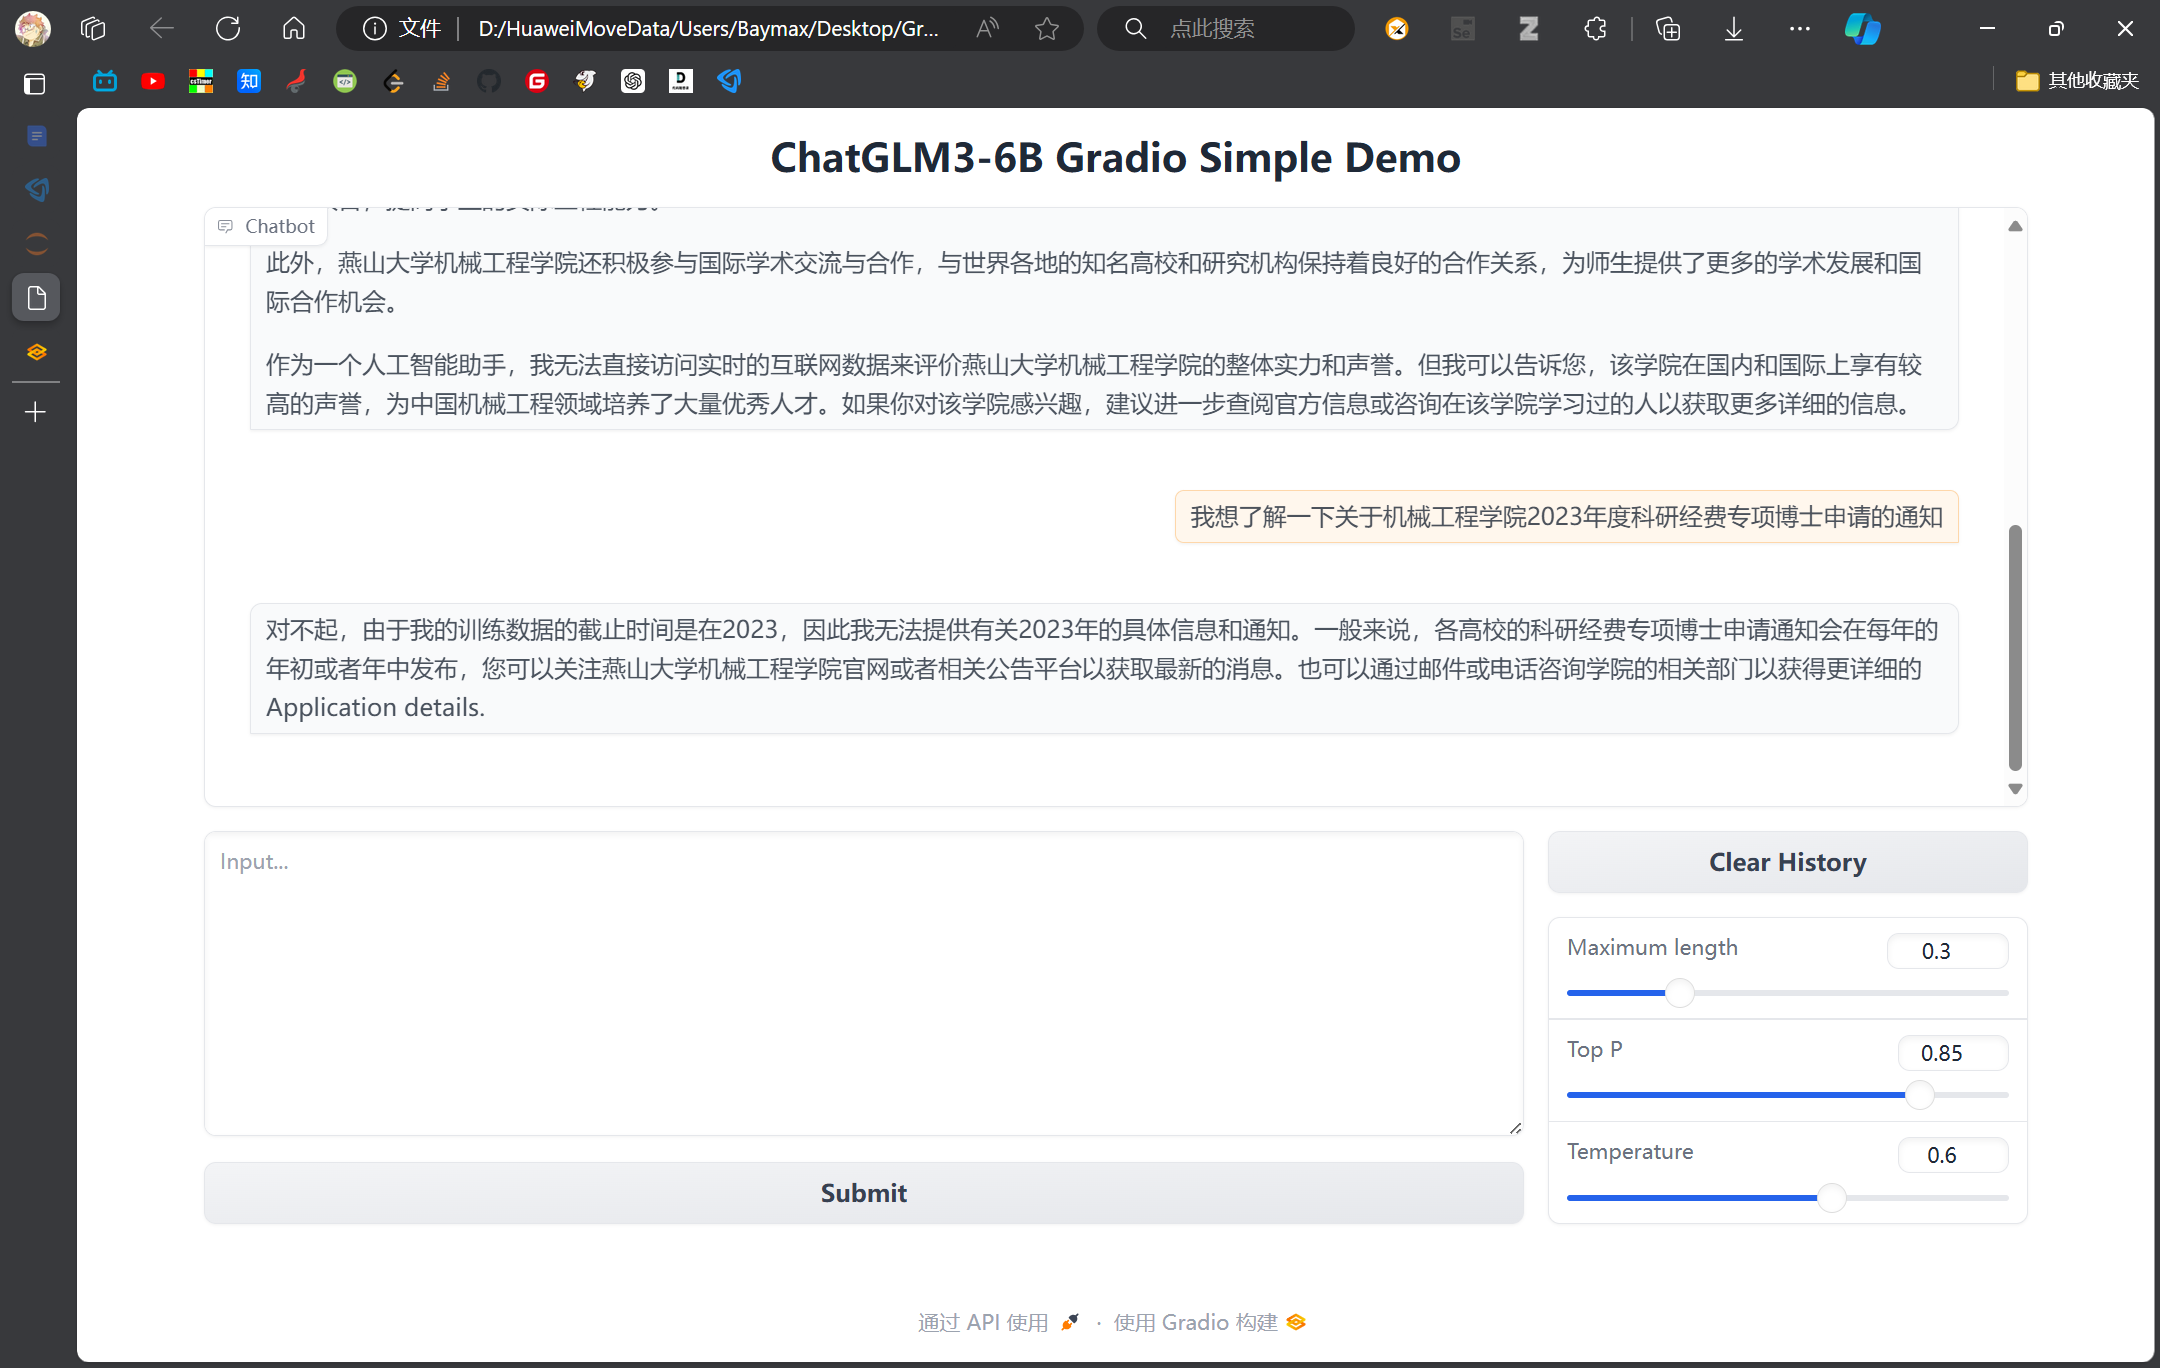 文件
D:/HuaweiMoveData/Users/Baymax/Desktop/Gr...
点此搜索
知
其他收藏夹
ChatGLM3-6B Gradio Simple Demo
Chatbot
此外，燕山大学机械工程学院还积极参与国际学术交流与合作，与世界各地的知名高校和研究机构保持着良好的合作关系，为师生提供了更多的学术发展和国
际合作机会。
作为一个人工智能助手，我无法直接访问实时的互联网数据来评价燕山大学机械工程学院的整体实力和声誉。但我可以告诉您，该学院在国内和国际上享有较
高的声誉，为中国机械工程领域培养了大量优秀人才。如果你对该学院感兴趣，建议进一步查阅官方信息或咨询在该学院学习过的人以获取更多详细的信息。
我想了解一下关于机械工程学院2023年度科研经费专项博士申请的通知
对不起，由于我的训练数据的截止时间是在2023，因此我无法提供有关2023年的具体信息和通知。一般来说，各高校的科研经费专项博士申请通知会在每年的
年初或者年中发布，您可以关注燕山大学机械工程学院官网或者相关公告平台以获取最新的消息。也可以通过邮件或电话咨询学院的相关部门以获得更详细的
Application details.
Input...
Clear History
Maximum length
0.3
Top P
0.85
Temperature
0.6
Submit
通过 API 使用 · 使用 Gradio 构建